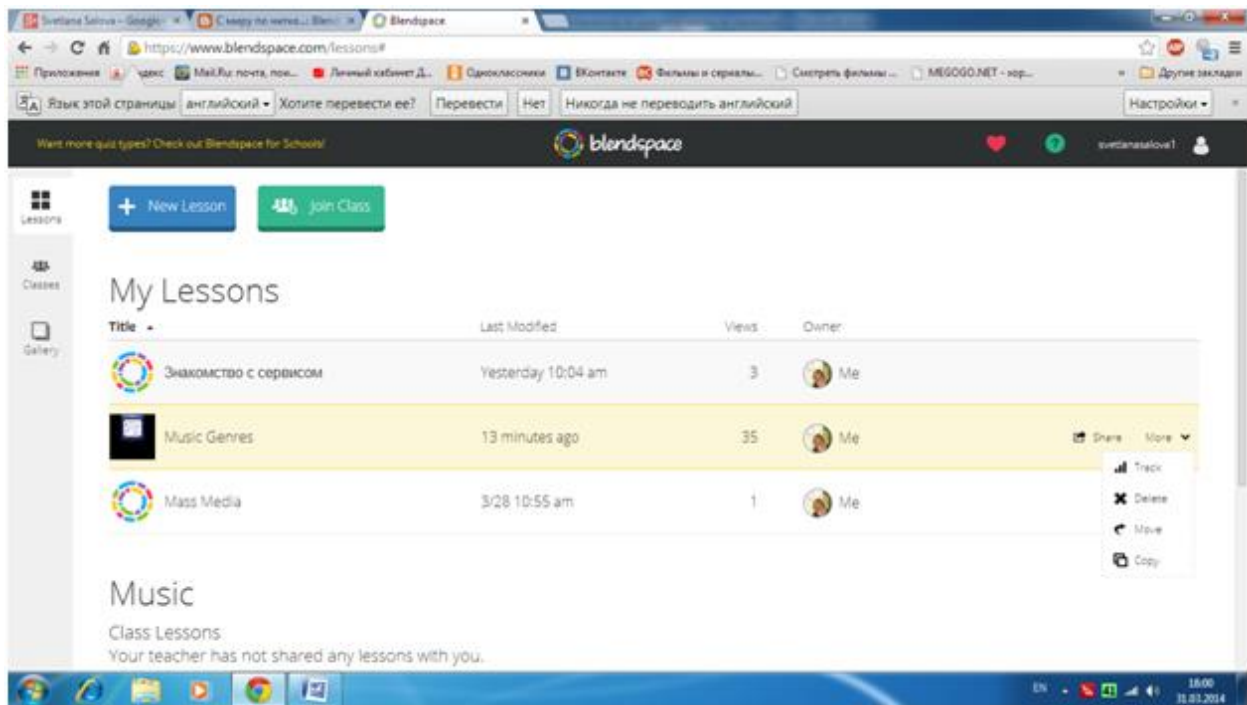 Svetlana Salova - Google
Blendspace
https://www.blendspace.com/lessons#
Приложения Mail.Ru: почта, пои... Личный кабинет Д... Одноклассники ВКонтакте Фильмы и сериалы... Смотреть фильмы ... MEGOGO.NET - хор... Другие закладки
Язык этой страницы английский Хотите перевести ее? Перевести Нет Никогда не переводить английский Настройки
Want more quiz types? Check out Blendspace for Schools! blendspace svetlanasalova1
Lessons
New Lesson Join Class
Classes
My Lessons
Gallery
Title Last Modified Views Owner
Знакомство с сервисом Yesterday 10:04 am 3 Me
Music Genres 13 minutes ago 35 Me Share More
Track
Mass Media 3/28 10:55 am 1 Me Delete
Move
Copy
Music
Class Lessons
Your teacher has not shared any lessons with you.
EN 18:00
31.03.2014